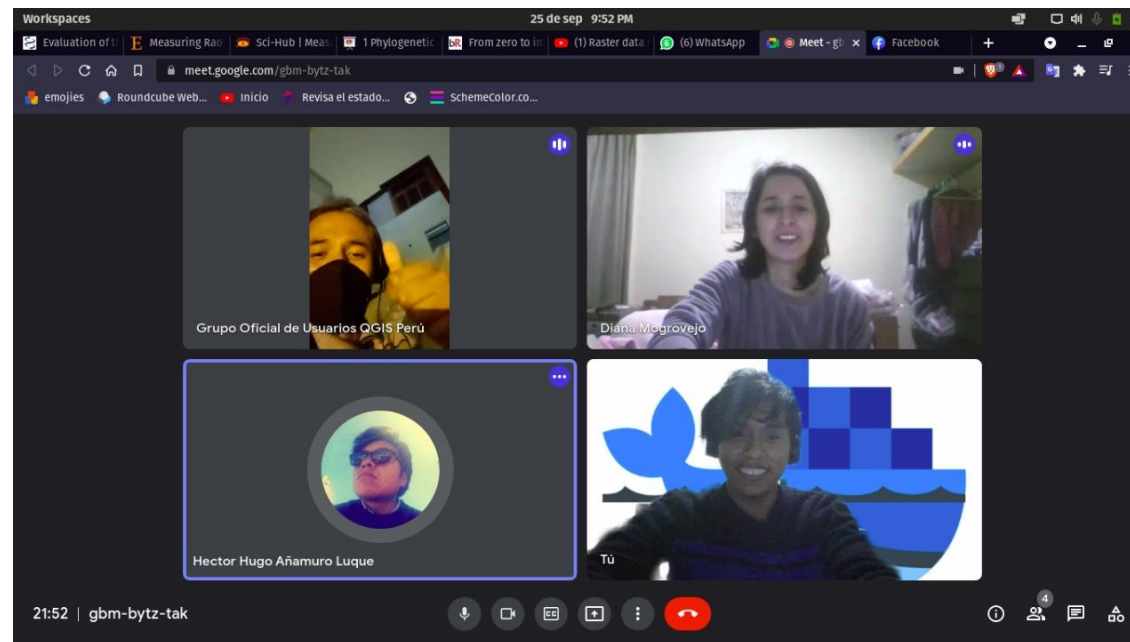 Workspaces
25 de sep 9:52 PM
Evaluation of t
Measuring Rao
Sci-Hub | Meas
1 Phylogenetic
From zero to in
(1) Raster data
(6) WhatsApp
Meet - gb
Facebook
meet.google.com/gbm-bytz-tak
emojies
Roundcube Web...
Inicio
Revisa el estado...
SchemeColor.co...
Grupo Oficial de Usuarios QGIS Perú
Diana Mogrovejo
Hector Hugo Añamuro Luque
Tú
21:52 | gbm-bytz-tak
4